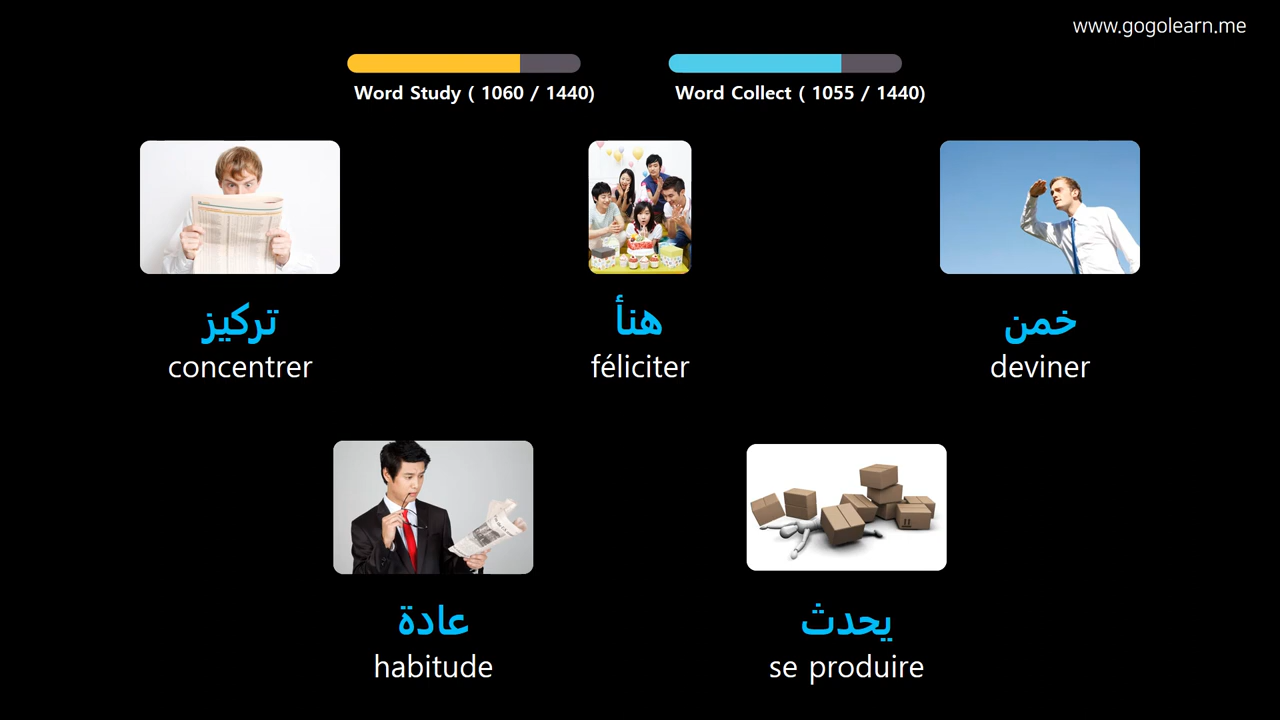 www.gogolearn.me
Word Study ( 1060 / 1440)
Word Collect ( 1055 / 1440)
تركيز
concentrer
هنأ
féliciter
خمن
deviner
عادة
habitude
يحدث
se produire